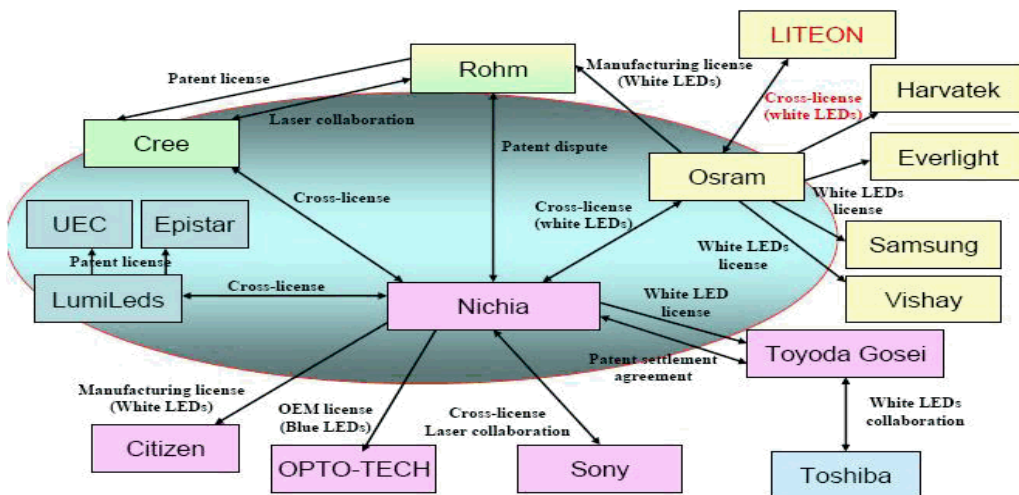 LITEON
Rohm
Manufacturing license
(White LEDs)
Patent license
Cross-license
(white LEDs)
Harvatek
Laser collaboration
Cree
Patent dispute
Everlight
Osram
Cross-license
Cross-license
(white LEDs)
White LEDs
license
UEC
Epistar
Samsung
White LEDs
license
Patent license
LumiLeds
Cross-license
Nichia
White LED
license
Vishay
Toyoda Gosei
Patent settlement
agreement
Manufacturing license
(White LEDs)
OEM license
(Blue LEDs)
Cross-license
Laser collaboration
White LEDs
collaboration
Citizen
OPTO-TECH
Sony
Toshiba